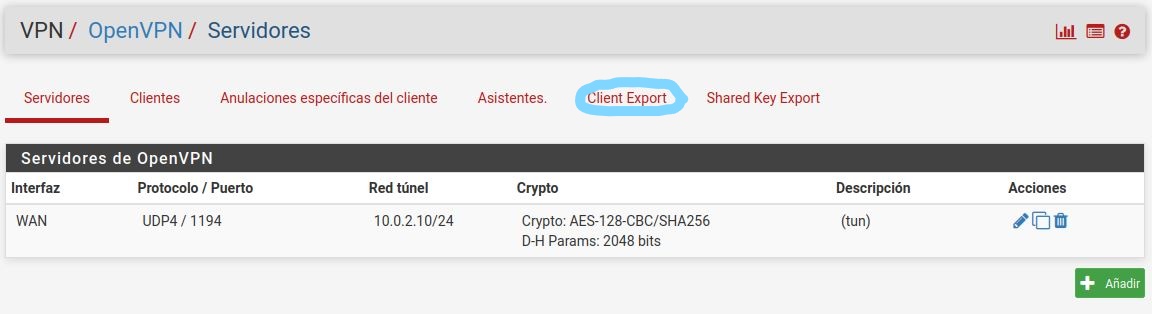 VPN / OpenVPN / Servidores
Servidores Clientes Anulaciones específicas del cliente Asistentes. Client Export Shared Key Export
Servidores de OpenVPN
Interfaz Protocolo / Puerto Red túnel Crypto Descripción Acciones
WAN UDP4 / 1194 10.0.2.10/24 Crypto: AES-128-CBC/SHA256 (tun)
D-H Params: 2048 bits
Añadir